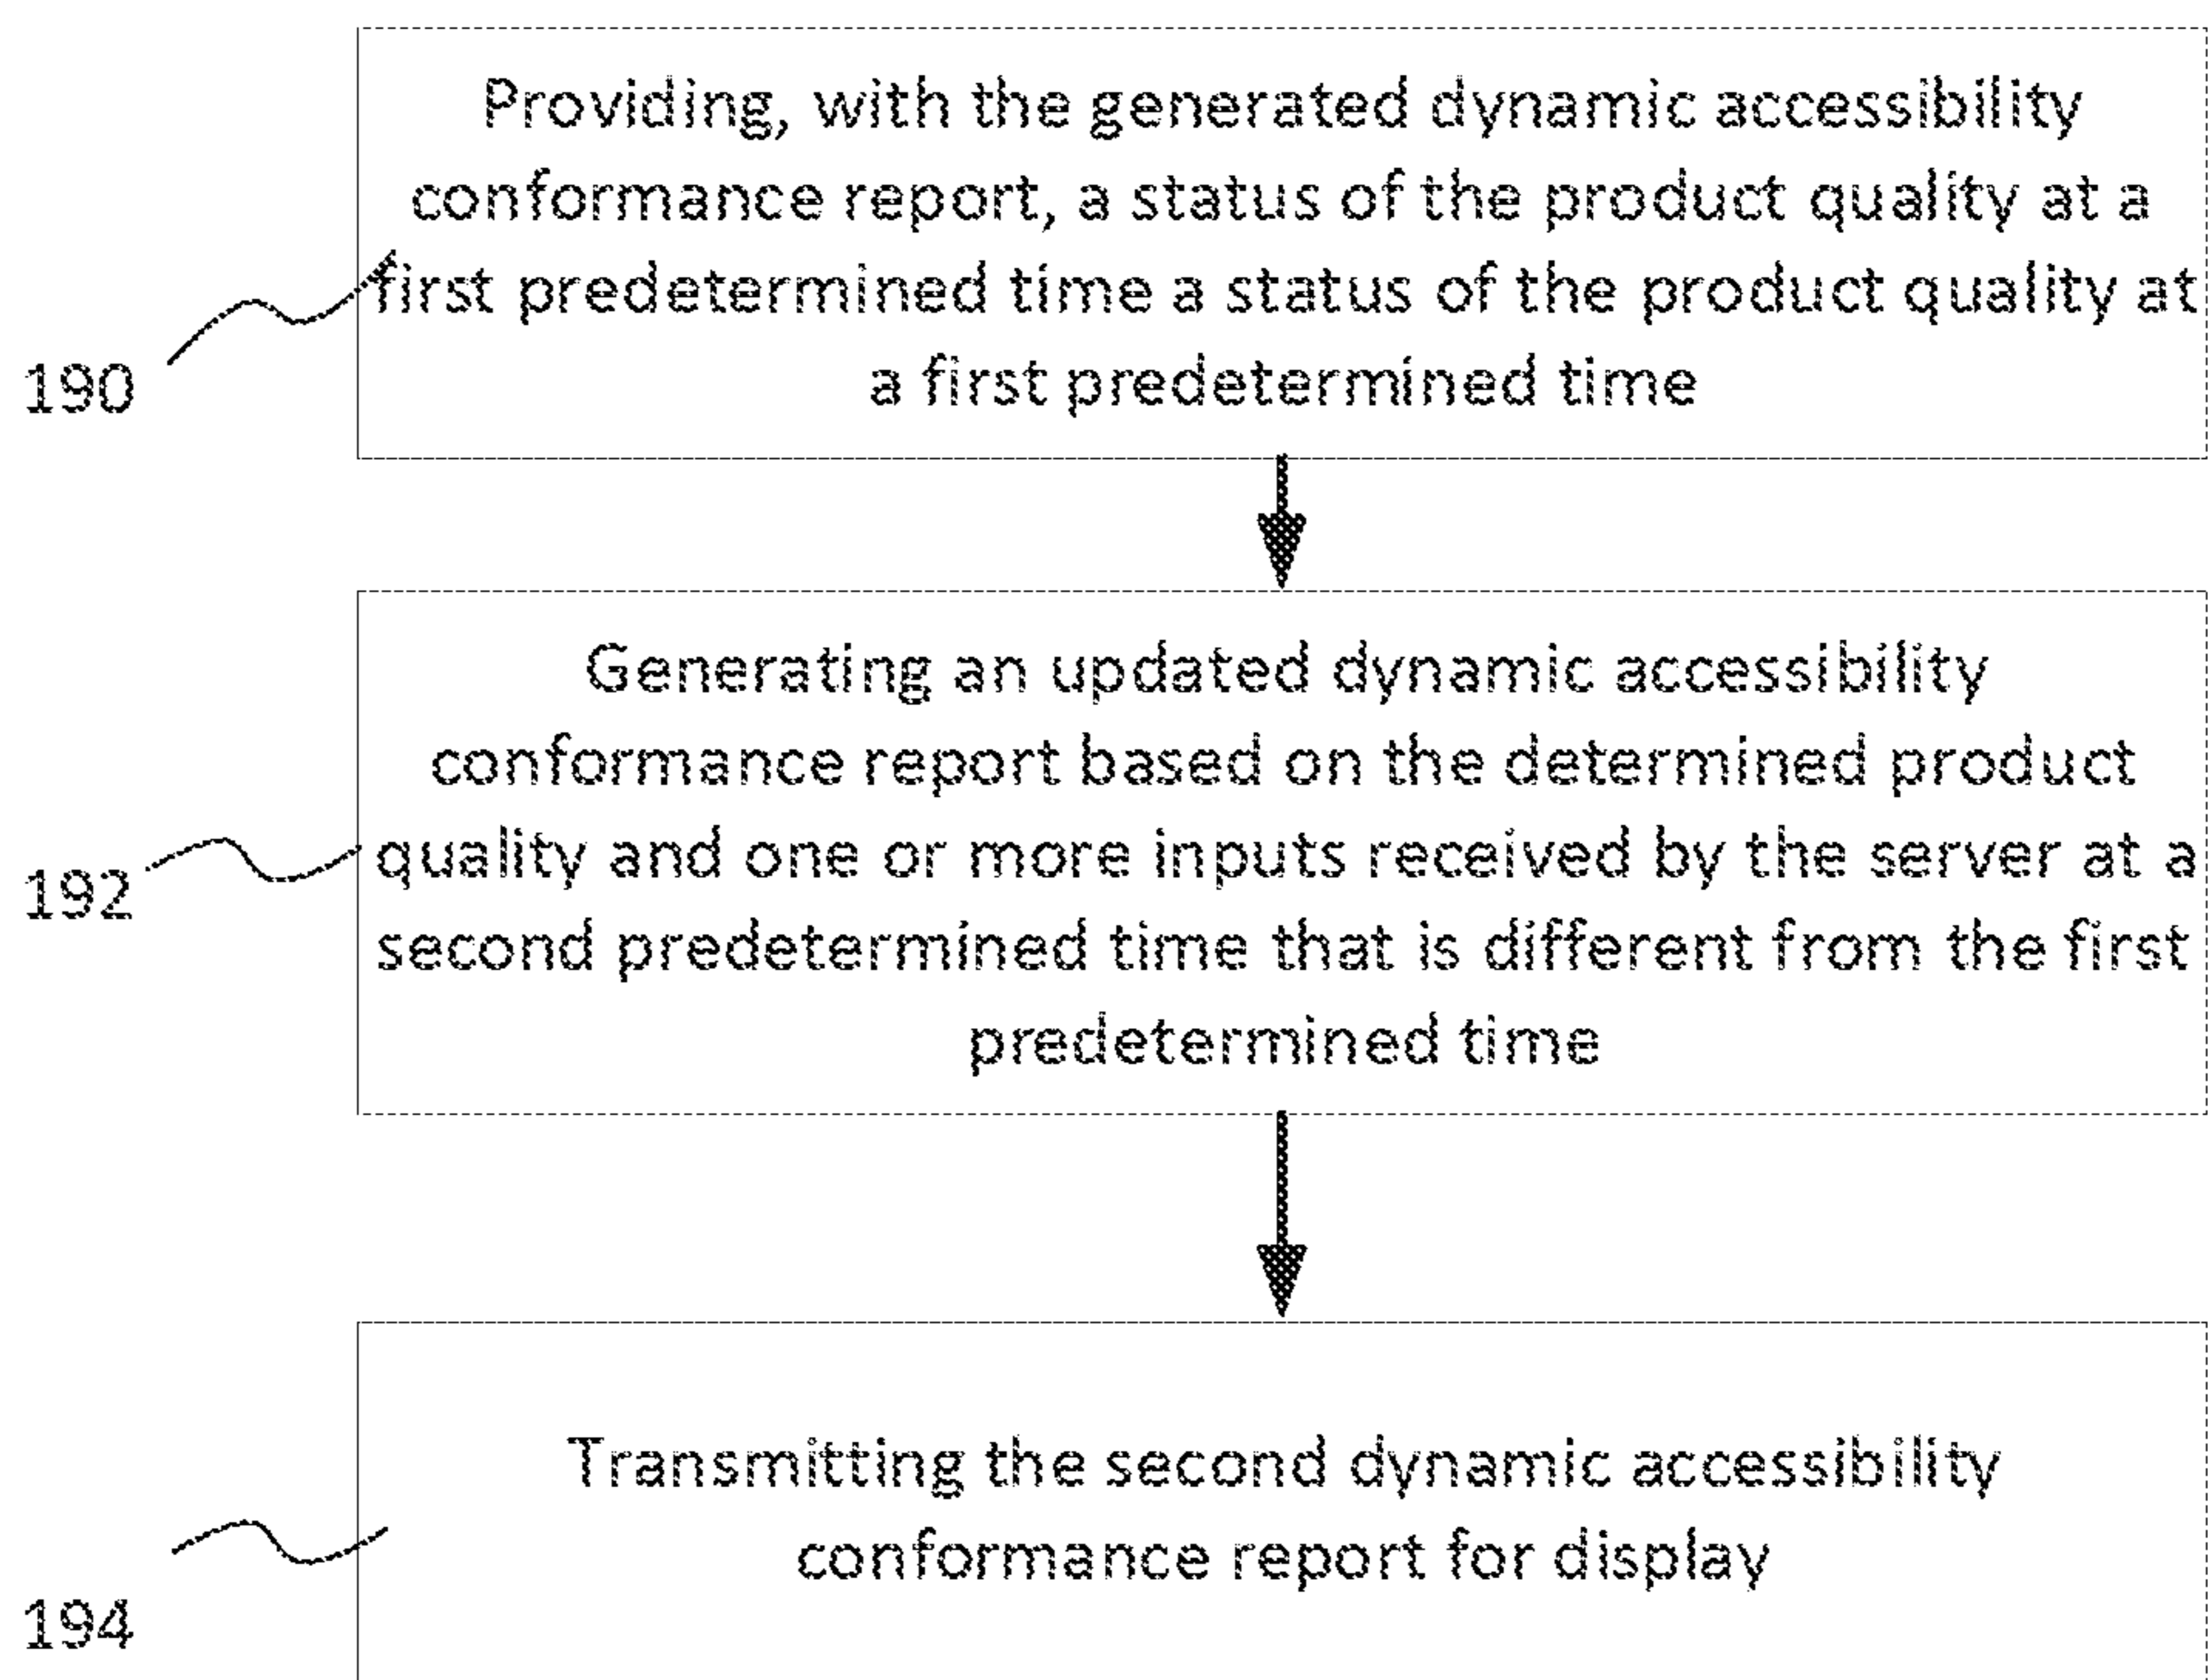 Providing, with the generated dynamic accessibility
conformance report, a status of the product quality at a
first predetermined time a status of the product quality at
a first predetermined time
190
Generating an updated dynamic accessibility
conformance report based on the determined product
quality and one or more inputs received by the server at a
second predetermined time that is different from the first
predetermined time
192
Transmitting the second dynamic accessibility
conformance report for display
194